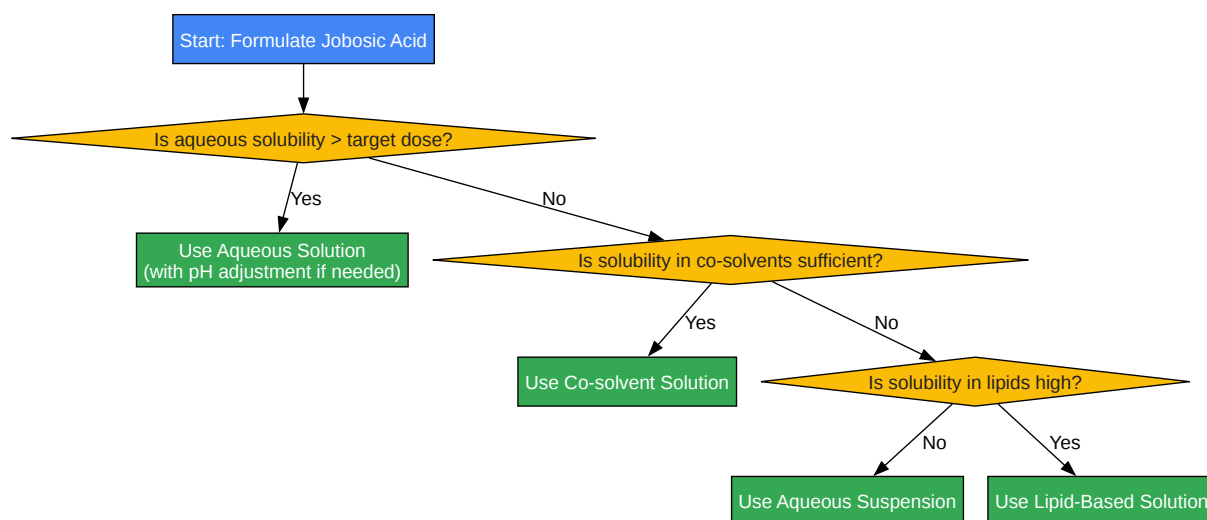 Start: Formulate Jobosic Acid
Is aqueous solubility > target dose?
Yes
No
Use Aqueous Solution
(with pH adjustment if needed)
Is solubility in co-solvents sufficient?
Yes
No
Use Co-solvent Solution
Is solubility in lipids high?
No
Yes
Use Aqueous Suspension
Use Lipid-Based Solution